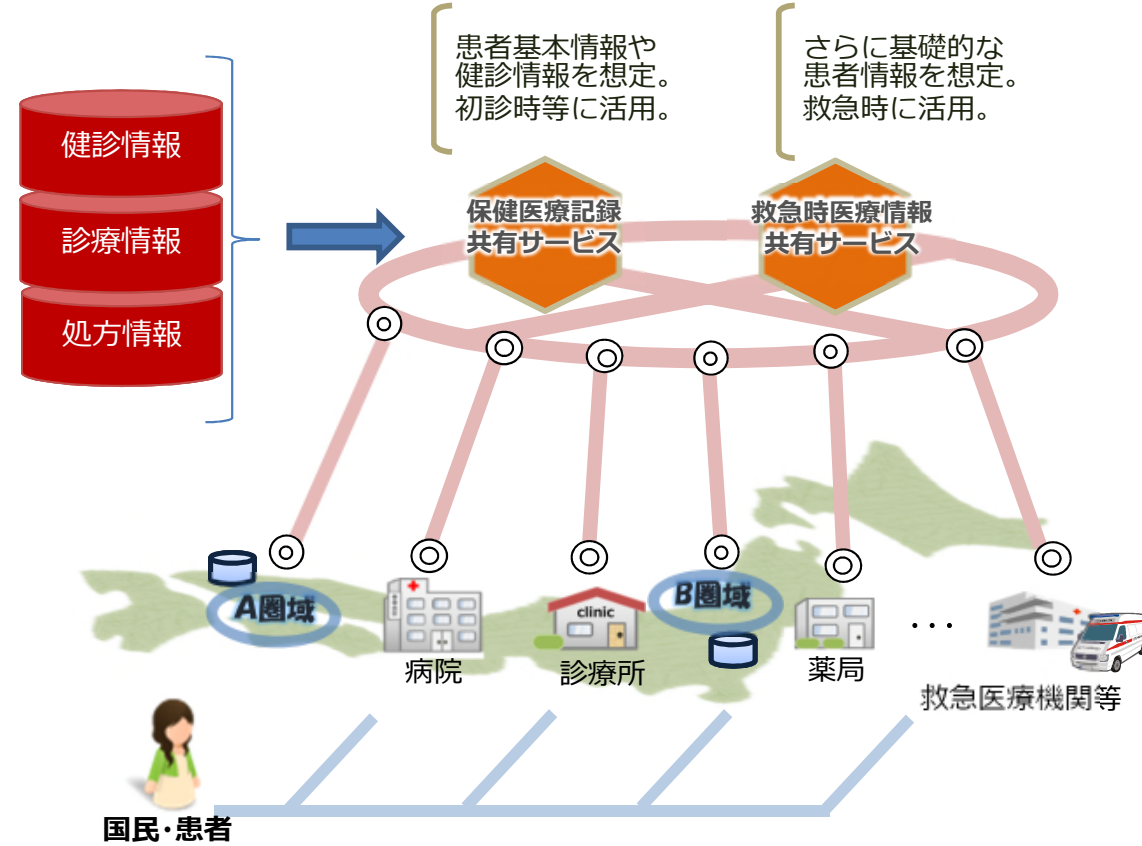 患者基本情報や
健診情報を想定。
初診時等に活用。
さらに基礎的な
患者情報を想定。
救急時に活用。
健診情報
診療情報
処方情報
保健医療記録
共有サービス
救急時医療情報
共有サービス
A圏域
病院
clinic
診療所
B圏域
薬局
・・・
救急医療機関等
国民・患者